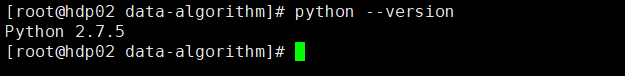 [root@hdp02 data-algorithm]# python --version
Python 2.7.5
[root@hdp02 data-algorithm]#